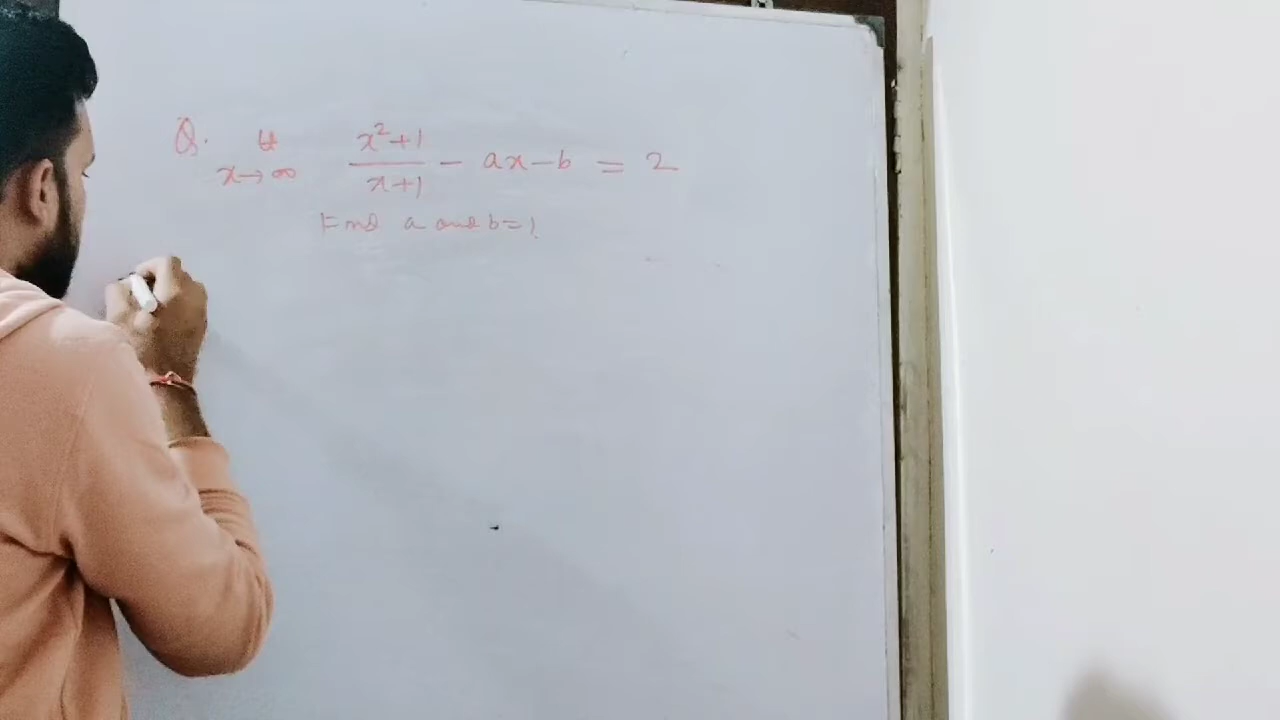 Q. lt x→∞ (x²+1)/(x+1) - ax-b = 2
Find a and b=?